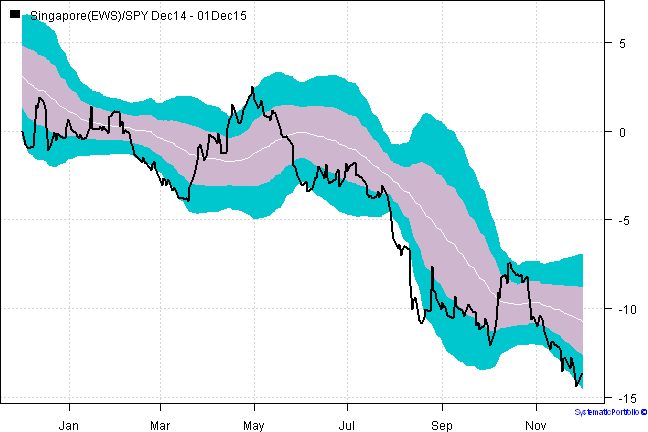 Singapore(EWS)/SPY Dec14 - 01Dec15
5
0
-5
-10
-15
Jan Mar May Jul Sep Nov
SystematicPortfolio ©